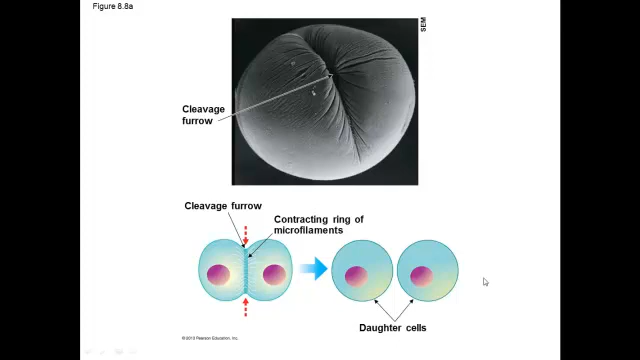 Figure 8.8a
SEM
Cleavage
furrow
Cleavage furrow
Contracting ring of
microfilaments
Daughter cells
© 2013 Pearson Education, Inc.